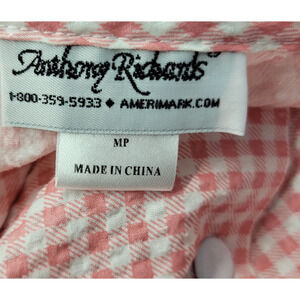 Anthony Richards
1-800-359-5933 ♦ AMERIMARK.COM
MP
MADE IN CHINA